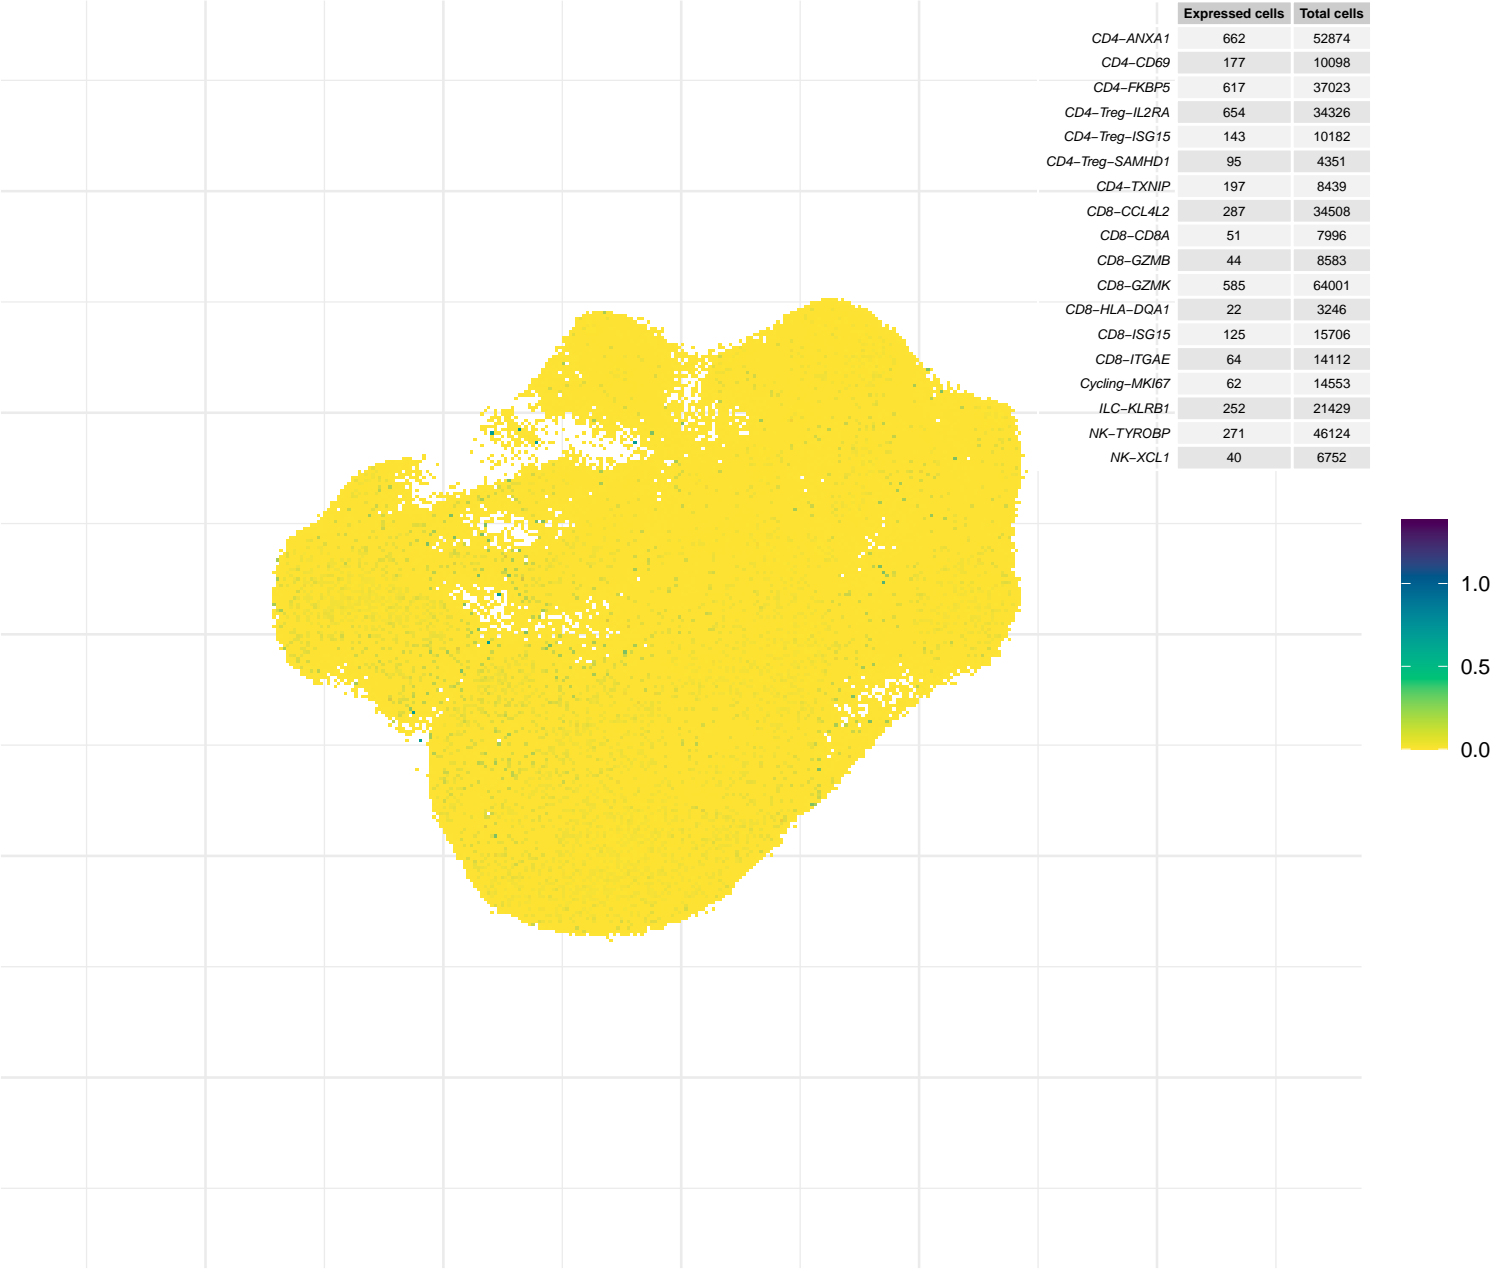 Expressed cells Total cells
CD4−ANXA1 662 52874
CD4−CD69 177 10098
CD4−FKBP5 617 37023
CD4−Treg−IL2RA 654 34326
CD4−Treg−ISG15 143 10182
CD4−Treg−SAMHD1 95 4351
CD4−TXNIP 197 8439
CD8−CCL4L2 287 34508
CD8−CD8A 51 7996
CD8−GZMB 44 8583
CD8−GZMK 585 64001
CD8−HLA−DQA1 22 3246
CD8−ISG15 125 15706
CD8−ITGAE 64 14112
Cycling−MKI67 62 14553
ILC−KLRB1 252 21429
NK−TYROBP 271 46124
NK−XCL1 40 6752
1.0
0.5
0.0